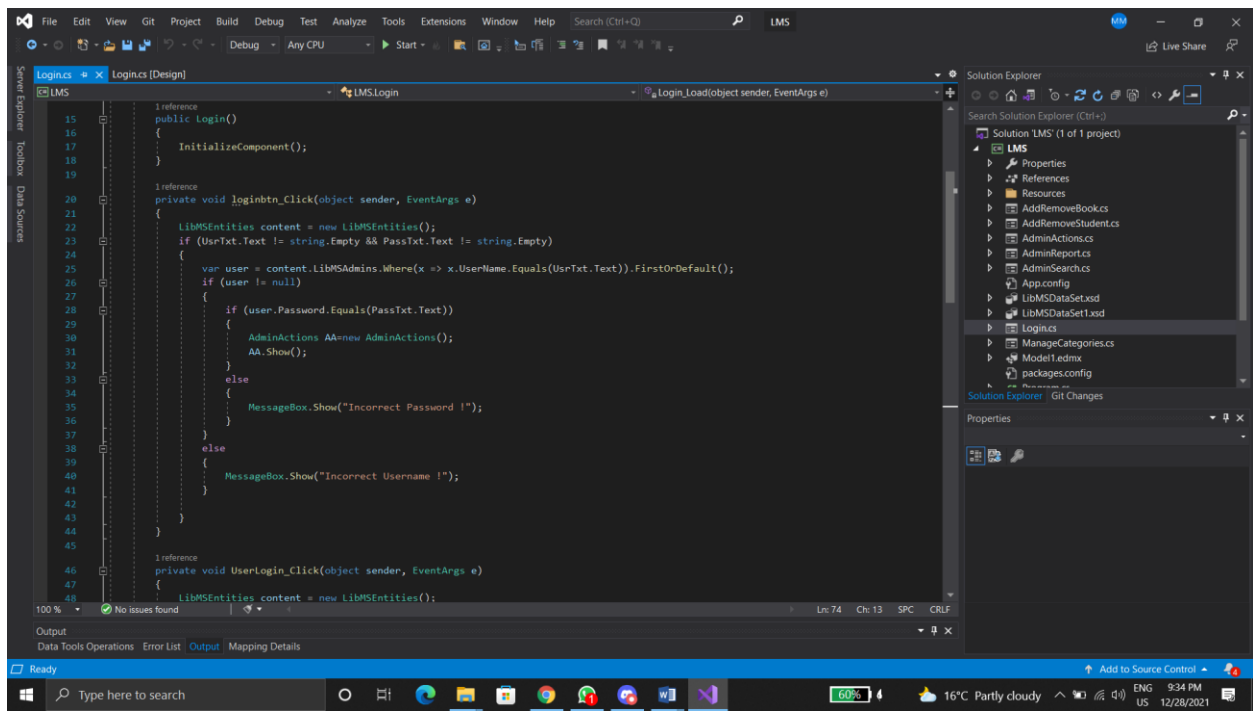 File Edit View Git Project Build Debug Test Analyze Tools Extensions Window Help Search (Ctrl+Q) LMS MM
Debug Any CPU Start Live Share
Server Explorer
Toolbox
Data Sources
Login.cs Login.cs [Design]
LMS LMS.Login Login_Load(object sender, EventArgs e)
1 reference
15 public Login()
16 {
17 InitializeComponent();
18 }
19
1 reference
20 private void loginbtn_Click(object sender, EventArgs e)
21 {
22 LibMSEntities content = new LibMSEntities();
23 if (UsrTxt.Text != string.Empty && PassTxt.Text != string.Empty)
24 {
25 var user = content.LibMSAdmins.Where(x => x.UserName.Equals(UsrTxt.Text)).FirstOrDefault();
26 if (user != null)
27 {
28 if (user.Password.Equals(PassTxt.Text))
29 {
30 AdminActions AA=new AdminActions();
31 AA.Show();
32 }
33 else
34 {
35 MessageBox.Show("Incorrect Password !");
36 }
37 }
38 else
39 {
40 MessageBox.Show("Incorrect Username !");
41 }
42
43 }
44 }
45
1 reference
46 private void UserLogin_Click(object sender, EventArgs e)
47 {
48 LibMSEntities content = new LibMSEntities();
100 % No issues found Ln: 74 Ch: 13 SPC CRLF
Output
Data Tools Operations Error List Output Mapping Details
Solution Explorer
Search Solution Explorer (Ctrl+;)
Solution 'LMS' (1 of 1 project)
LMS
Properties
References
Resources
AddRemoveBook.cs
AddRemoveStudent.cs
AdminActions.cs
AdminReport.cs
AdminSearch.cs
App.config
LibMSDataSet.xsd
LibMSDataSet1.xsd
Login.cs
ManageCategories.cs
Model1.edmx
packages.config
Program.cs
Solution Explorer Git Changes
Properties
Ready Add to Source Control 4
Type here to search 60% 16°C Partly cloudy ENG 9:34 PM
US 12/28/2021